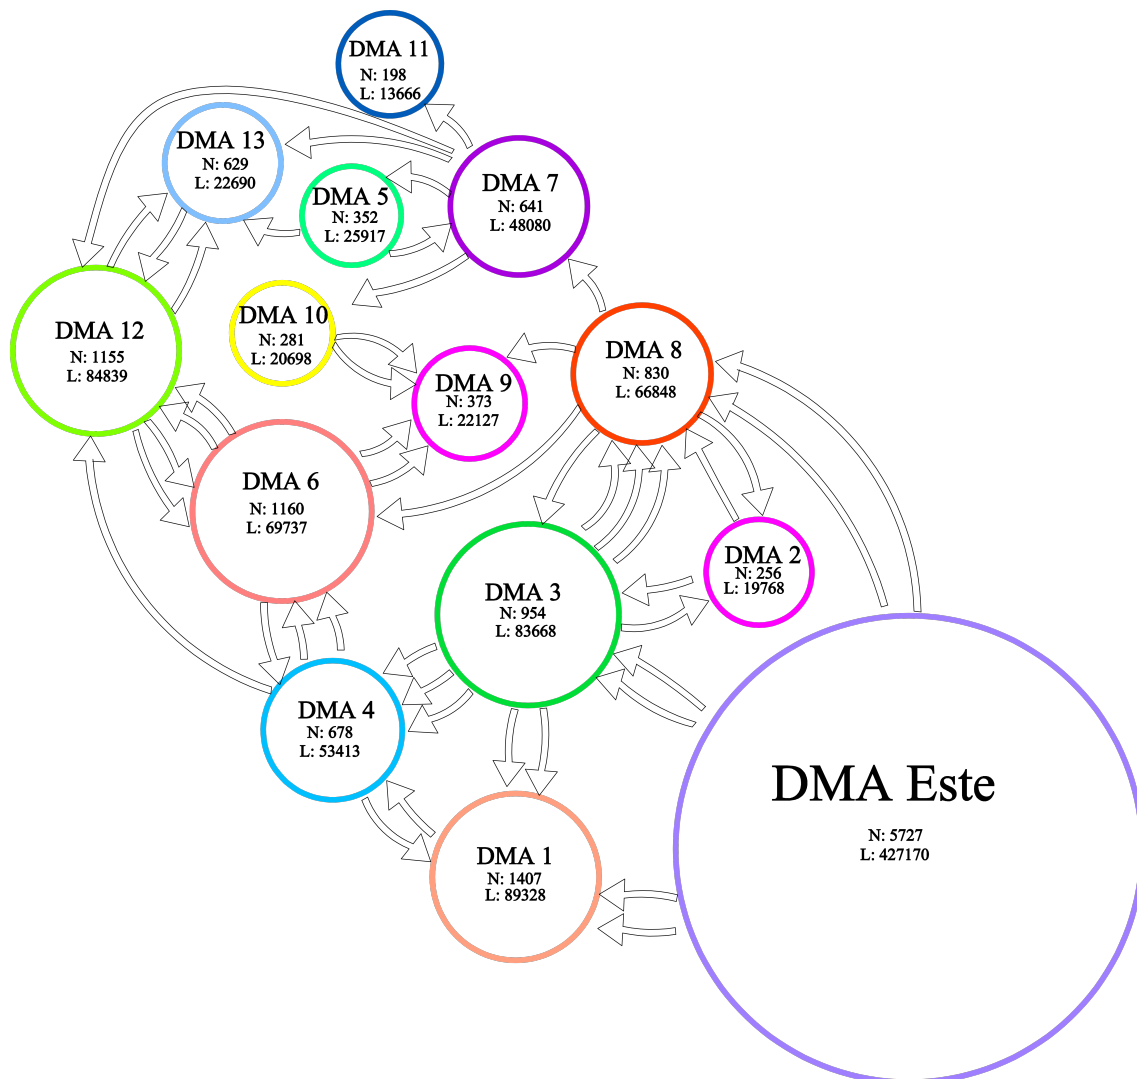 DMA 11
N: 198
L: 13666
DMA 13
N: 629
L: 22690
DMA 7
N: 641
L: 48080
DMA 5
N: 352
L: 25917
DMA 10
N: 281
L: 20698
DMA 12
N: 1155
L: 84839
DMA 8
N: 830
L: 66848
DMA 9
N: 373
L: 22127
DMA 6
N: 1160
L: 69737
DMA 2
N: 256
L: 19768
DMA 3
N: 954
L: 83668
DMA 4
N: 678
L: 53413
DMA Este
N: 5727
L: 427170
DMA 1
N: 1407
L: 89328